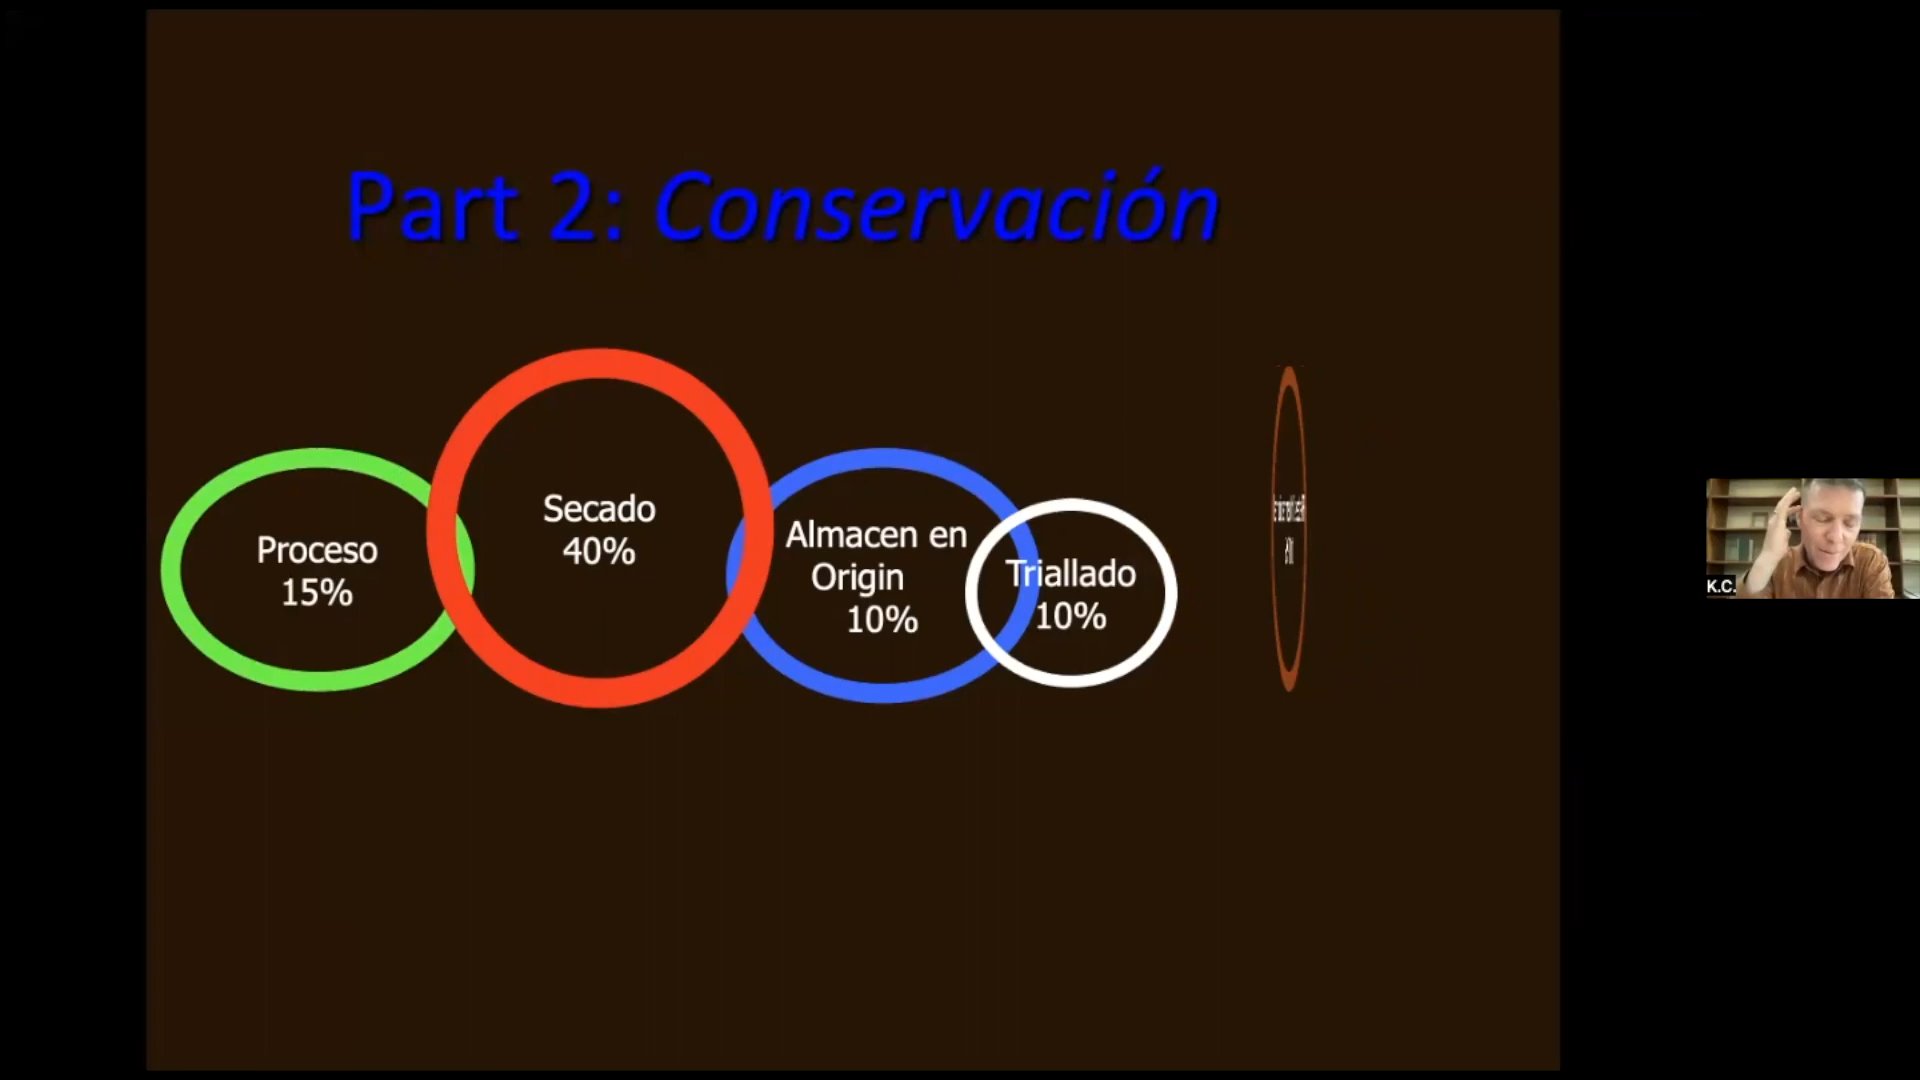 Part 2: Conservación
Proceso
15%
Secado
40%
Almacen en
Origin
10%
Triallado
10%
K.C.